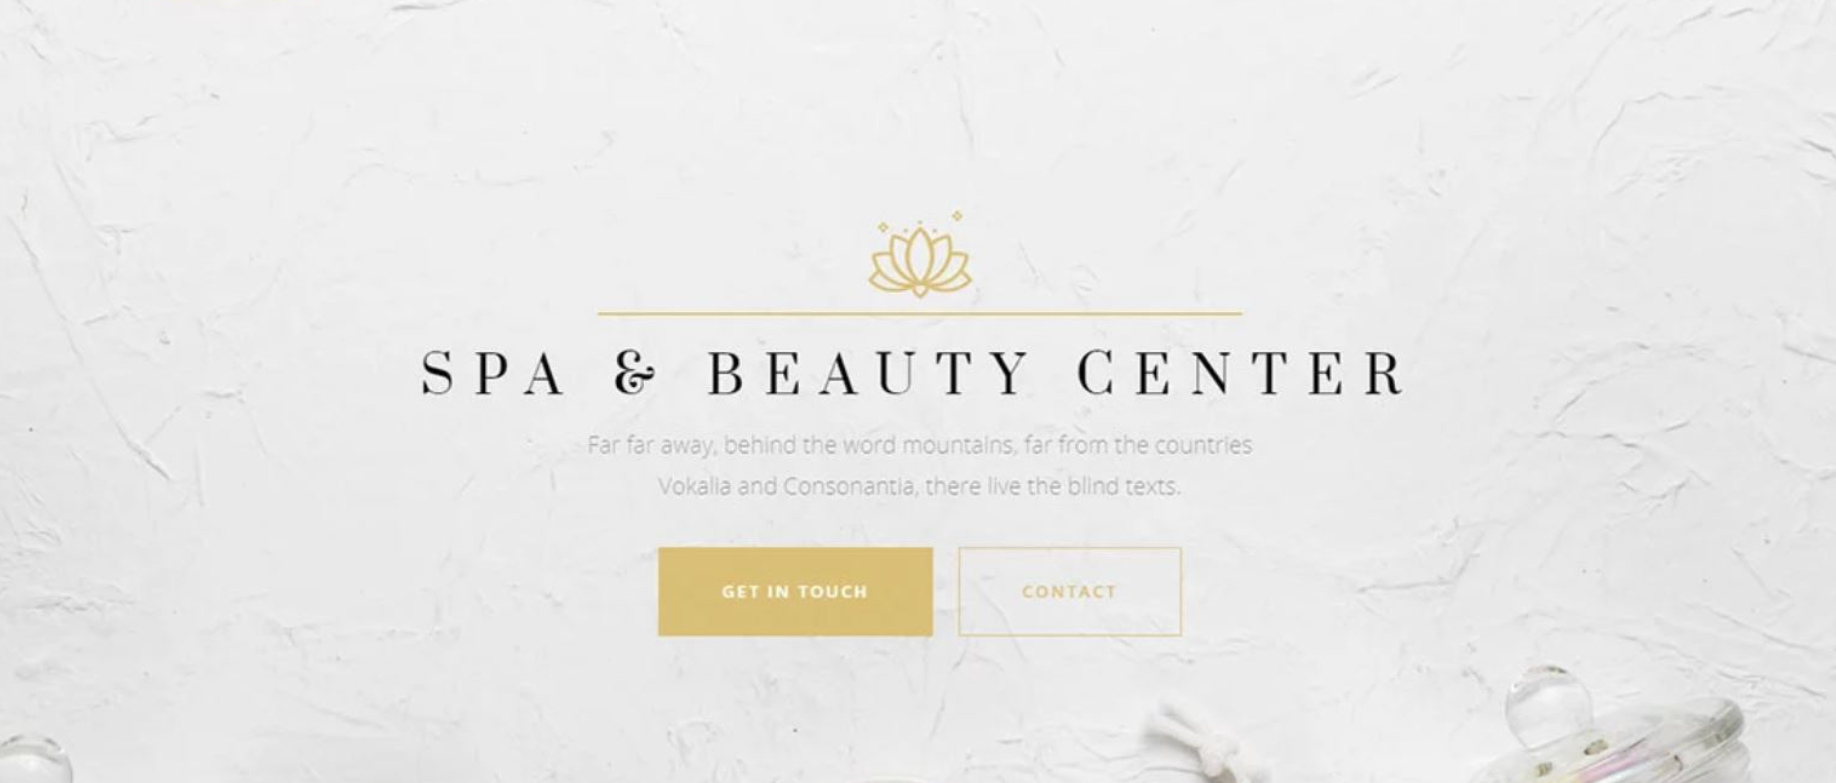 SPA & BEAUTY CENTER
Far far away, behind the word mountains, far from the countries
Vokalia and Consonantia, there live the blind texts.
GET IN TOUCH
CONTACT